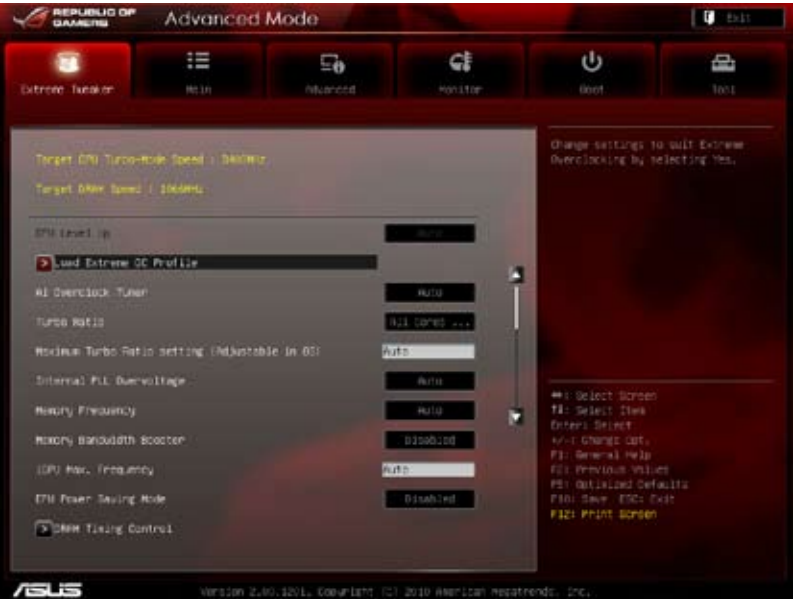 REPUBLIC OF
GAMERS
Advanced Mode
Exit
Extreme Tweaker
Main
Advanced
Monitor
Boot
Tool
Target CPU Turbo-Mode Speed : 3400MHz
Target DRAM Speed : 1066MHz
CPU Level Up
Auto
Load Extreme OC Profile
AI Overclock Tuner
Auto
Turbo Ratio
All Cores ...
Maximum Turbo Ratio setting (Adjustable in OS)
Auto
Internal PLL Overvoltage
Auto
Memory Frequency
Auto
Memory Bandwidth Booster
Disabled
iGPU Max. Frequency
Auto
EPU Power Saving Mode
Disabled
DRAM Timing Control
Change settings to suit Extreme
Overclocking by selecting Yes.
→←: Select Screen
↑↓: Select Item
Enter: Select
+/-: Change Opt.
F1: General Help
F2: Previous Values
F5: Optimized Defaults
F10: Save ESC: Exit
F12: Print Screen
ASUS
Version 2.00.1201. Copyright (C) 2010 American Megatrends, Inc.